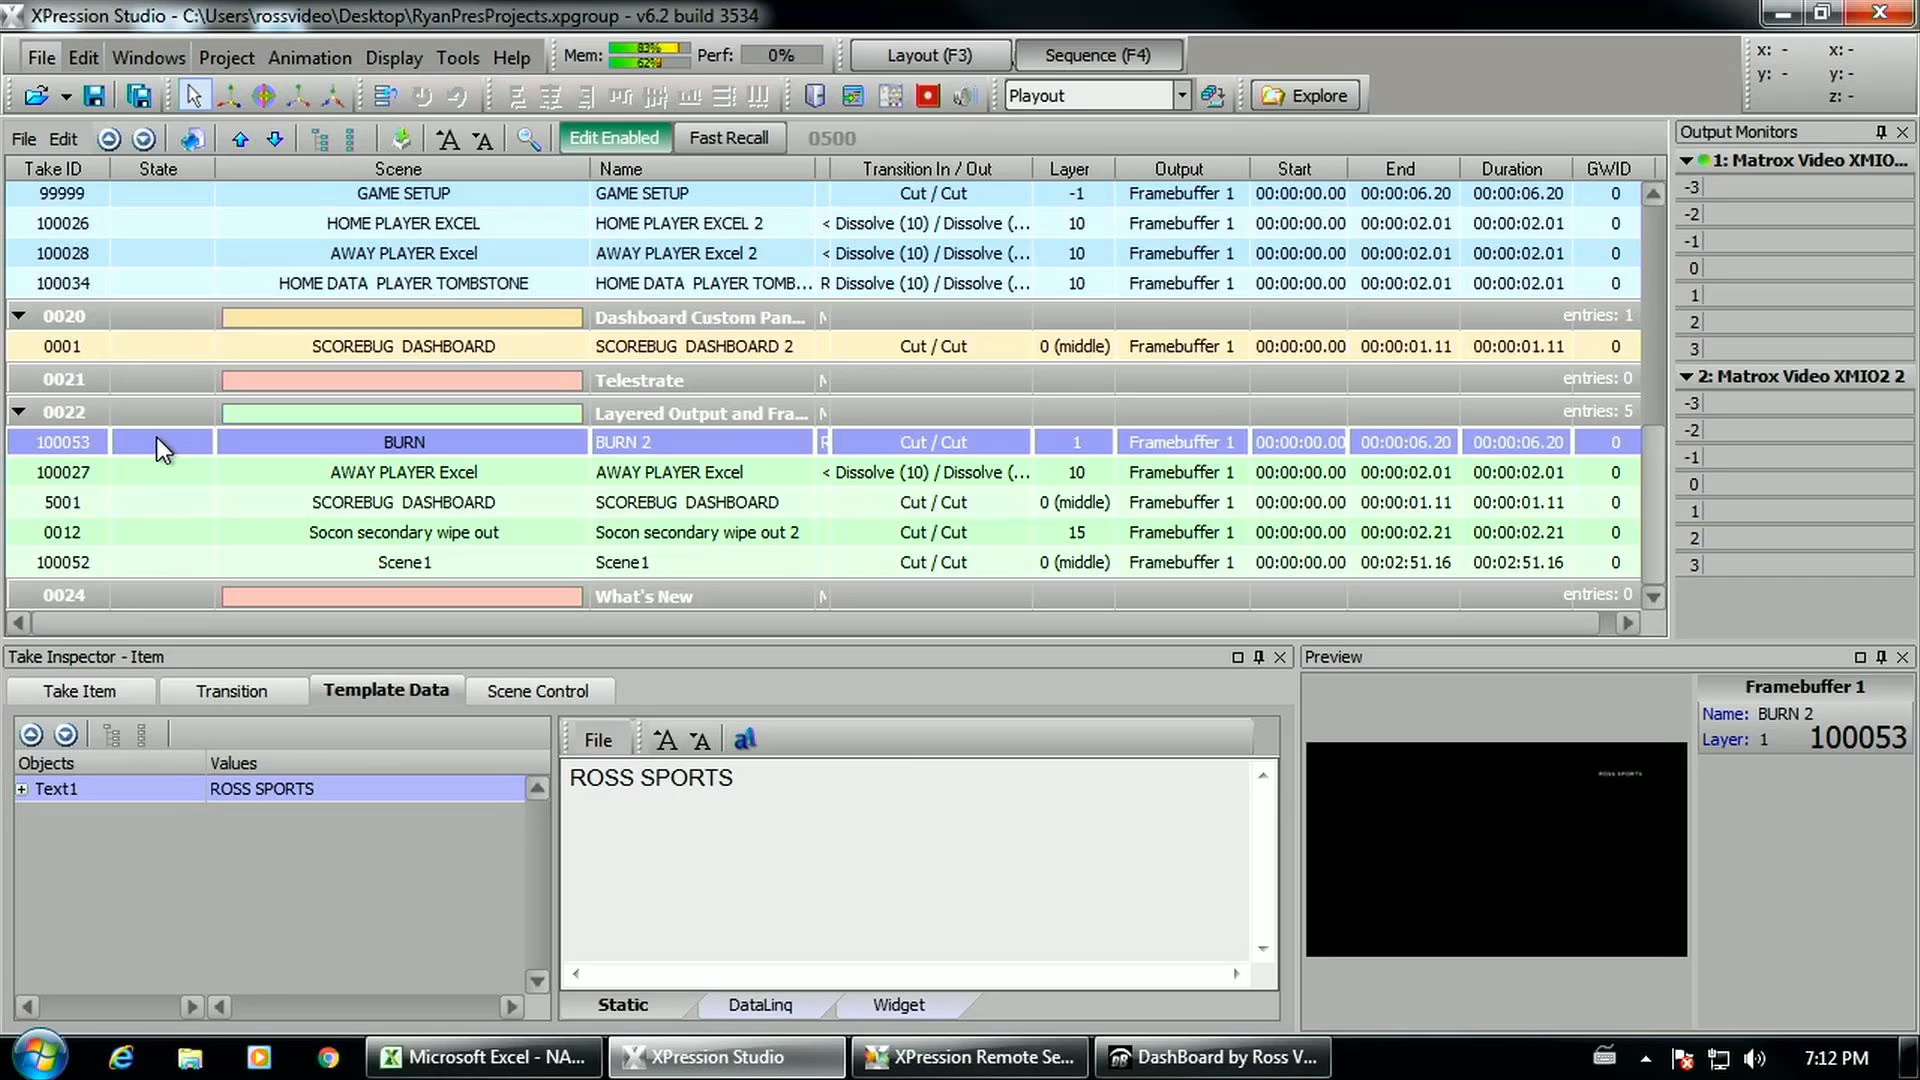 XPression Studio - C:\Users\rossvideo\Desktop\RyanPresProjects.xpgroup - v6.2 build 3534
File Edit Windows Project Animation Display Tools Help Mem: 83% 62% Perf: 0% Layout (F3) Sequence (F4)
x: - x: -
y: - y: -
z: -
Playout Explore
File Edit Edit Enabled Fast Recall 0500
Take ID State Scene Name Transition In / Out Layer Output Start End Duration GWID
99999 GAME SETUP GAME SETUP Cut / Cut -1 Framebuffer 1 00:00:00.00 00:00:06.20 00:00:06.20 0
100026 HOME PLAYER EXCEL HOME PLAYER EXCEL 2 < Dissolve (10) / Dissolve (... 10 Framebuffer 1 00:00:00.00 00:00:02.01 00:00:02.01 0
100028 AWAY PLAYER Excel AWAY PLAYER Excel 2 < Dissolve (10) / Dissolve (... 10 Framebuffer 1 00:00:00.00 00:00:02.01 00:00:02.01 0
100034 HOME DATA PLAYER TOMBSTONE HOME DATA PLAYER TOMB... R Dissolve (10) / Dissolve (... 10 Framebuffer 1 00:00:00.00 00:00:02.01 00:00:02.01 0
0020 Dashboard Custom Pan... entries: 1
0001 SCOREBUG DASHBOARD SCOREBUG DASHBOARD 2 Cut / Cut 0 (middle) Framebuffer 1 00:00:00.00 00:00:01.11 00:00:01.11 0
0021 Telestrate entries: 0
0022 Layered Output and Fra... entries: 5
100053 BURN BURN 2 Cut / Cut 1 Framebuffer 1 00:00:00.00 00:00:06.20 00:00:06.20 0
100027 AWAY PLAYER Excel AWAY PLAYER Excel < Dissolve (10) / Dissolve (... 10 Framebuffer 1 00:00:00.00 00:00:02.01 00:00:02.01 0
5001 SCOREBUG DASHBOARD SCOREBUG DASHBOARD Cut / Cut 0 (middle) Framebuffer 1 00:00:00.00 00:00:01.11 00:00:01.11 0
0012 Socon secondary wipe out Socon secondary wipe out 2 Cut / Cut 15 Framebuffer 1 00:00:00.00 00:00:02.21 00:00:02.21 0
100052 Scene1 Scene1 Cut / Cut 0 (middle) Framebuffer 1 00:00:00.00 00:02:51.16 00:02:51.16 0
0024 What's New entries: 0
Output Monitors
1: Matrox Video XMIO...
-3
-2
-1
0
1
2
3
2: Matrox Video XMIO2 2
-3
-2
-1
0
1
2
3
Take Inspector - Item
Take Item Transition Template Data Scene Control
Objects Values
Text1 ROSS SPORTS
File
ROSS SPORTS
Static DataLinq Widget
Preview
ROSS SPORTS
Framebuffer 1
Name: BURN 2
Layer: 1 100053
Microsoft Excel - NA... XPression Studio XPression Remote Se... DashBoard by Ross V... 7:12 PM